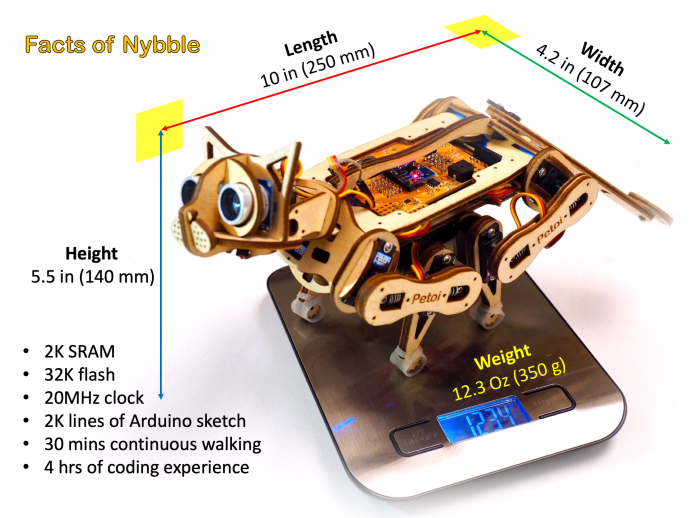 Facts of Nybble
Length
10 in (250 mm)
Width
4.2 in (107 mm)
Height
5.5 in (140 mm)
Petoi
Petoi
Weight
12.3 Oz (350 g)
1234
• 2K SRAM
• 32K flash
• 20MHz clock
• 2K lines of Arduino sketch
• 30 mins continuous walking
• 4 hrs of coding experience